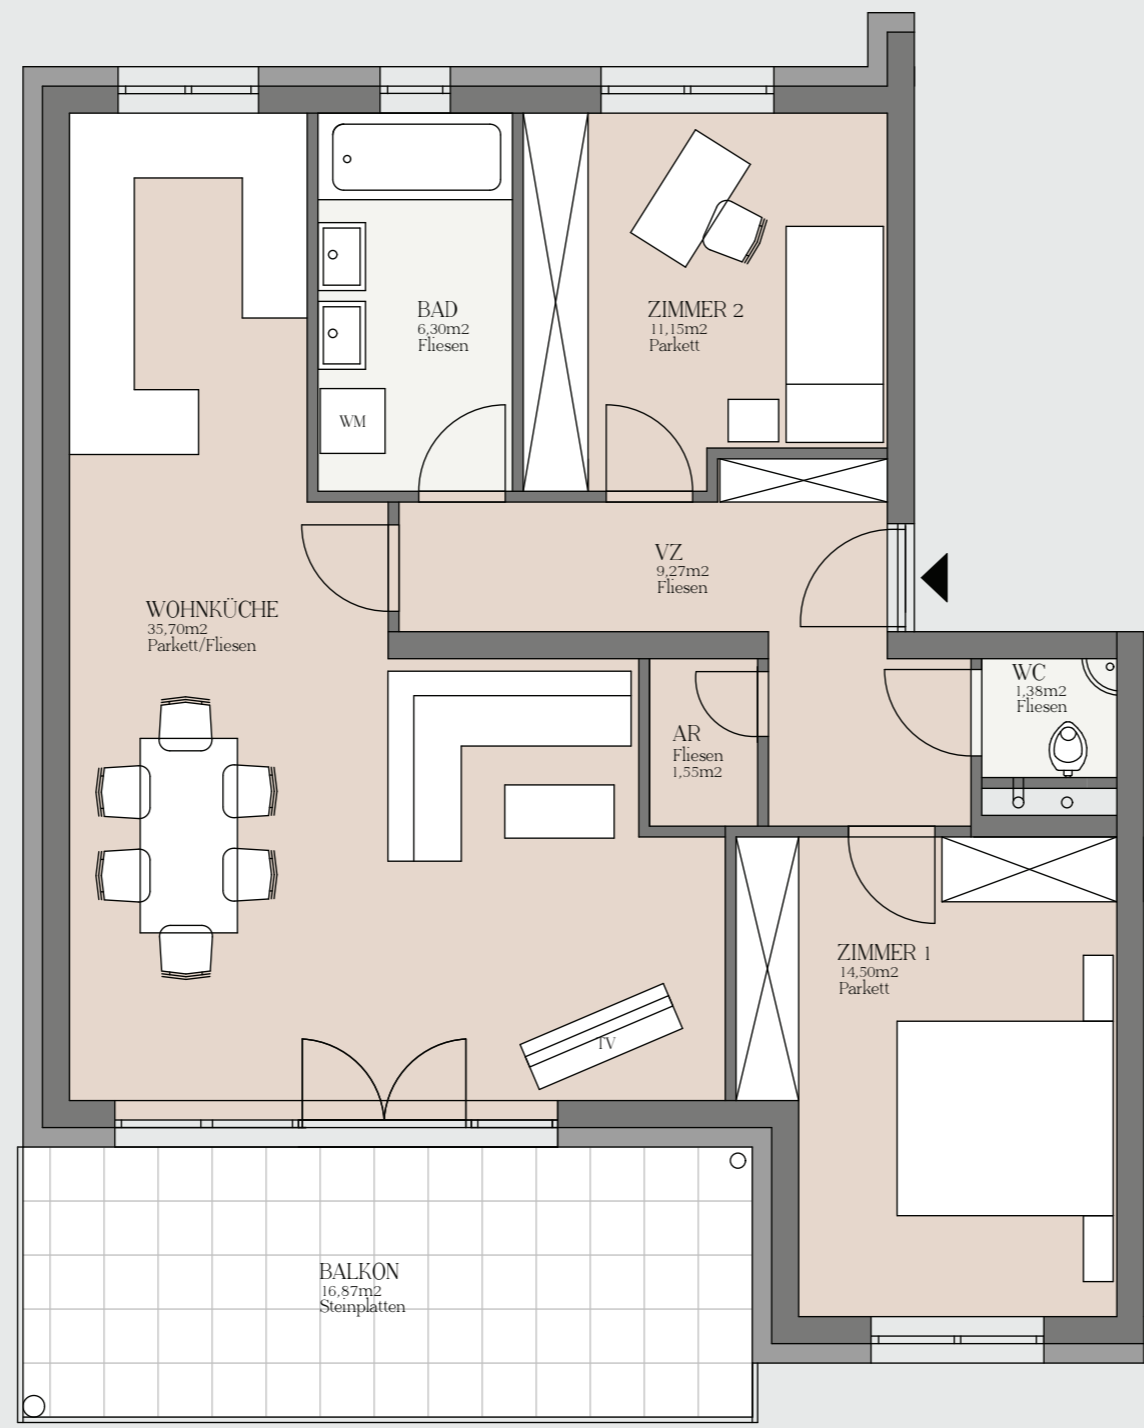 BAD
6,30m2
Fliesen
ZIMMER 2
11,15m2
Parkett
WM
VZ
9,27m2
Fliesen
WOHNKÜCHE
35,70m2
Parkett/Fliesen
WC
1,38m2
Fliesen
AR
Fliesen
1,55m2
ZIMMER 1
14,50m2
Parkett
TV
BALKON
16,87m2
Steinplatten